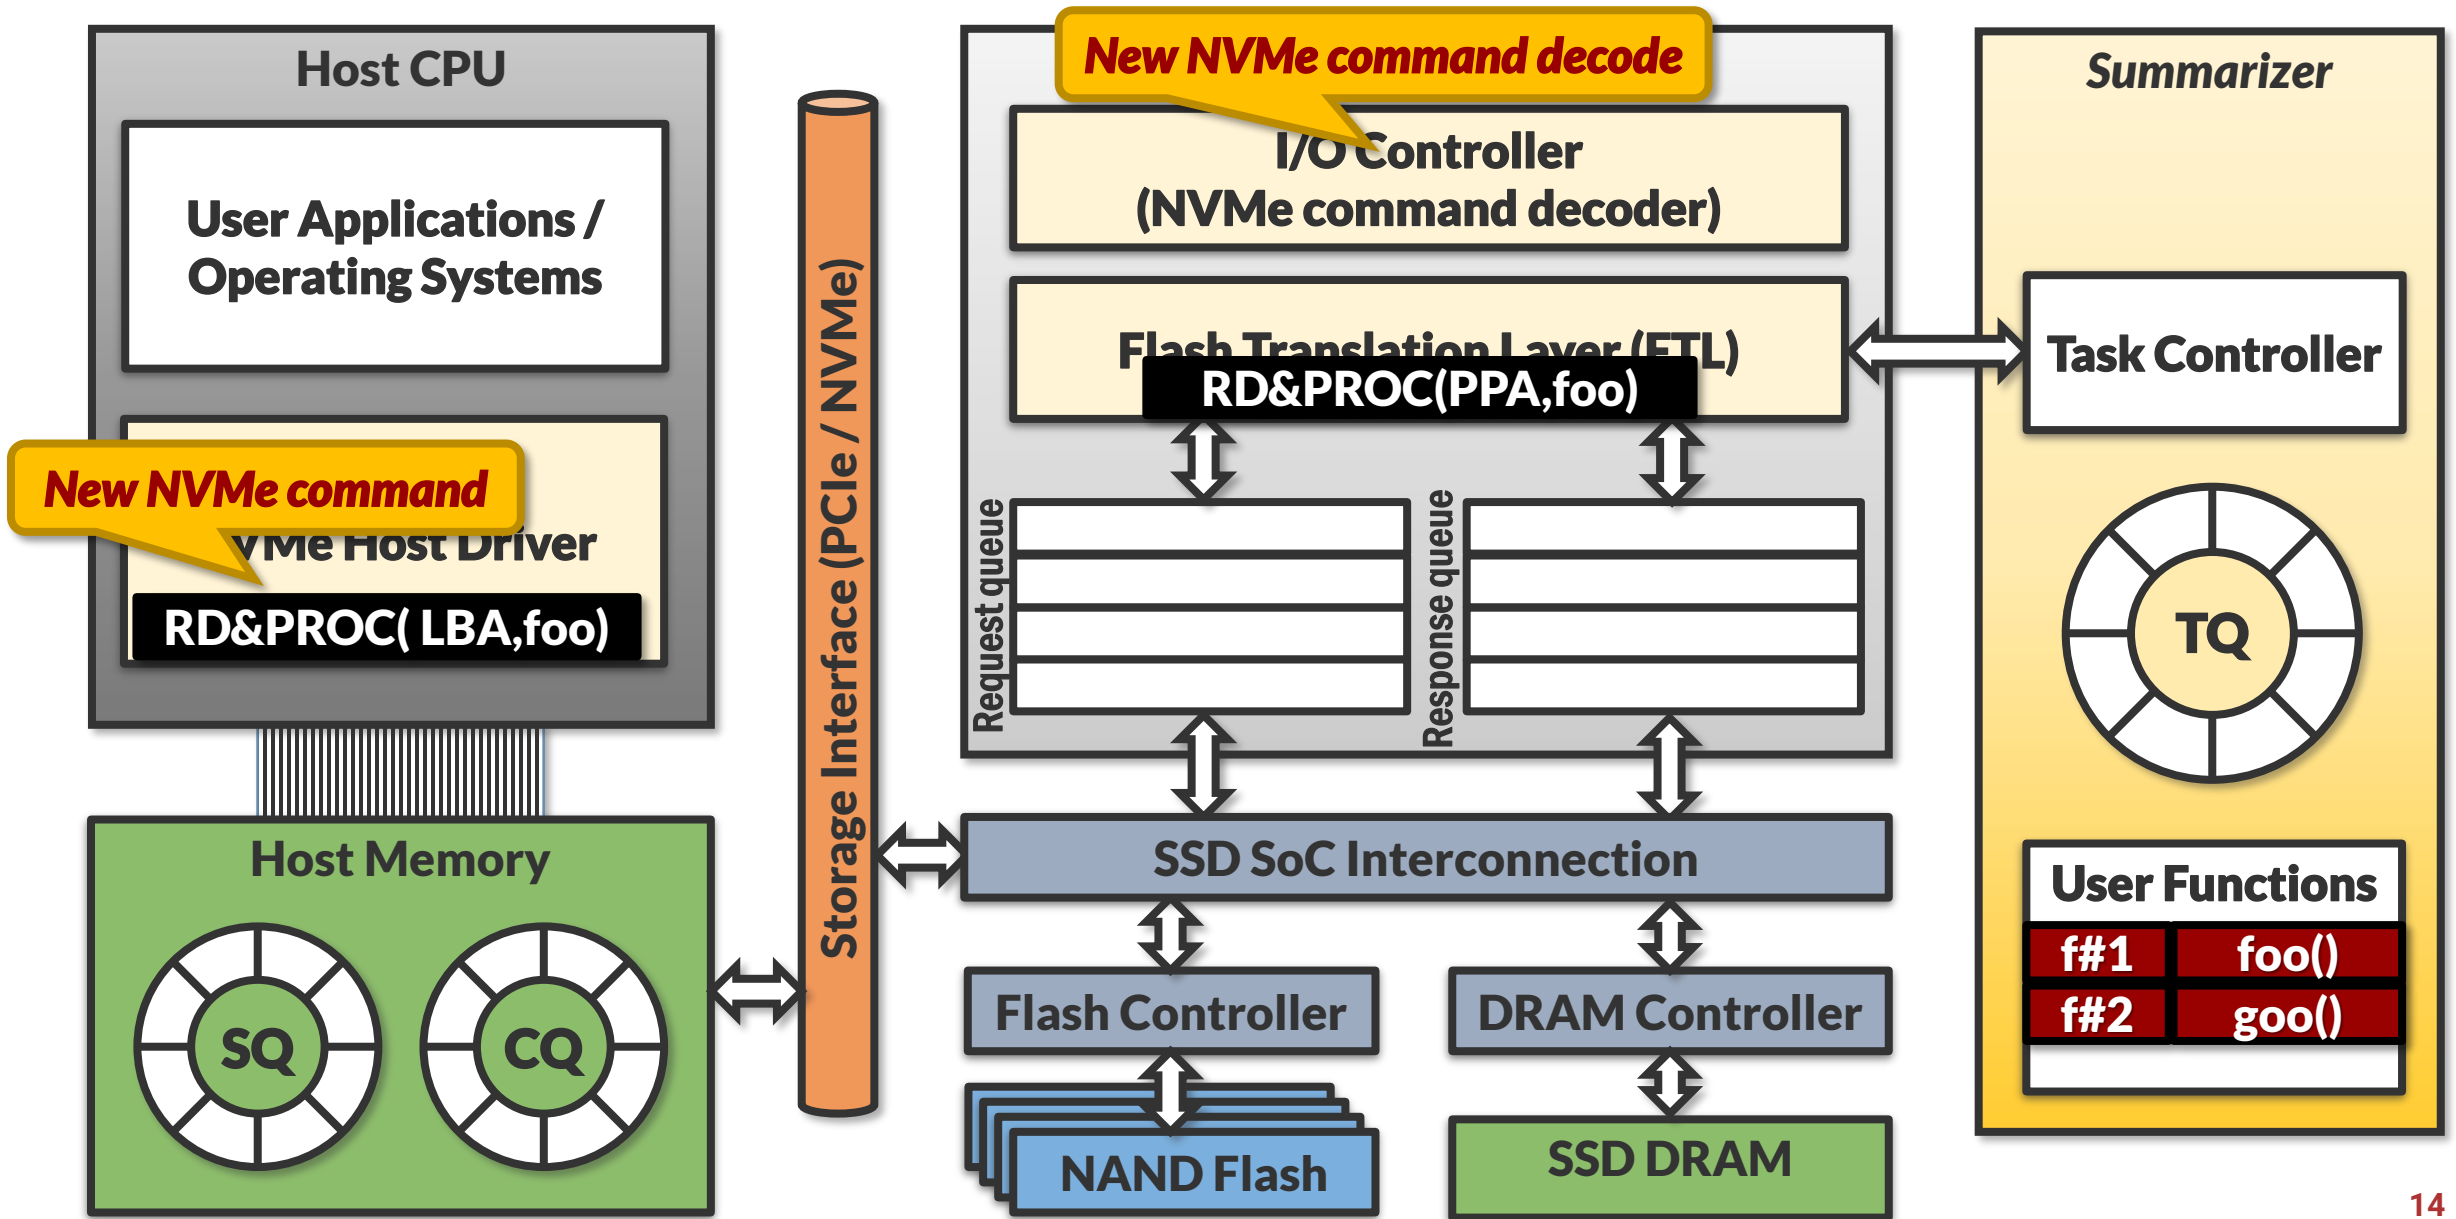 Host CPU
User Applications /
Operating Systems
New NVMe command
VMe Host Driver
RD&PROC( LBA,foo)
Host Memory
SQ
CQ
Storage Interface (PCIe / NVMe)
New NVMe command decode
I/O Controller
(NVMe command decoder)
Flash Translation Layer (FTL)
RD&PROC(PPA,foo)
Request queue
Response queue
SSD SoC Interconnection
Flash Controller
DRAM Controller
NAND Flash
SSD DRAM
Summarizer
Task Controller
TQ
User Functions
f#1 foo()
f#2 goo()
14